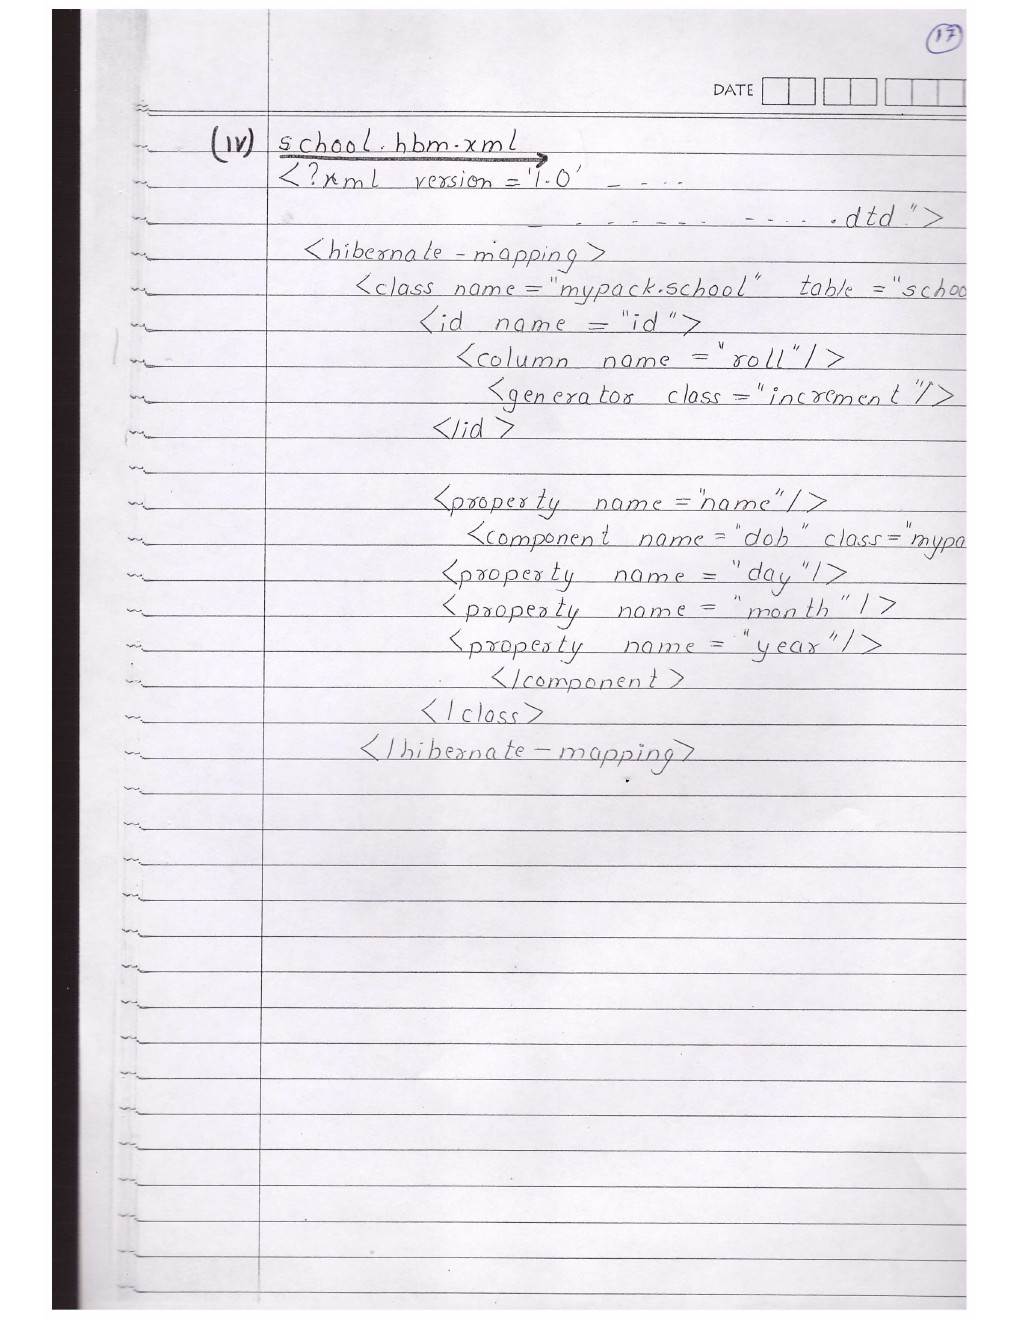 17
DATE
(iv) school.hbm.xml
<?xml version='1.0' - - - -
- - - - - - - - - - .dtd">
<hibernate-mapping>
<class name="mypack.school" table="schoo
<id name="id">
<column name="roll"/>
<generator class="increment"/>
</id>
<property name="name"/>
<component name="dob" class="mypa
<property name="day"/>
<property name="month"/>
<property name="year"/>
</component>
</class>
</hibernate-mapping>